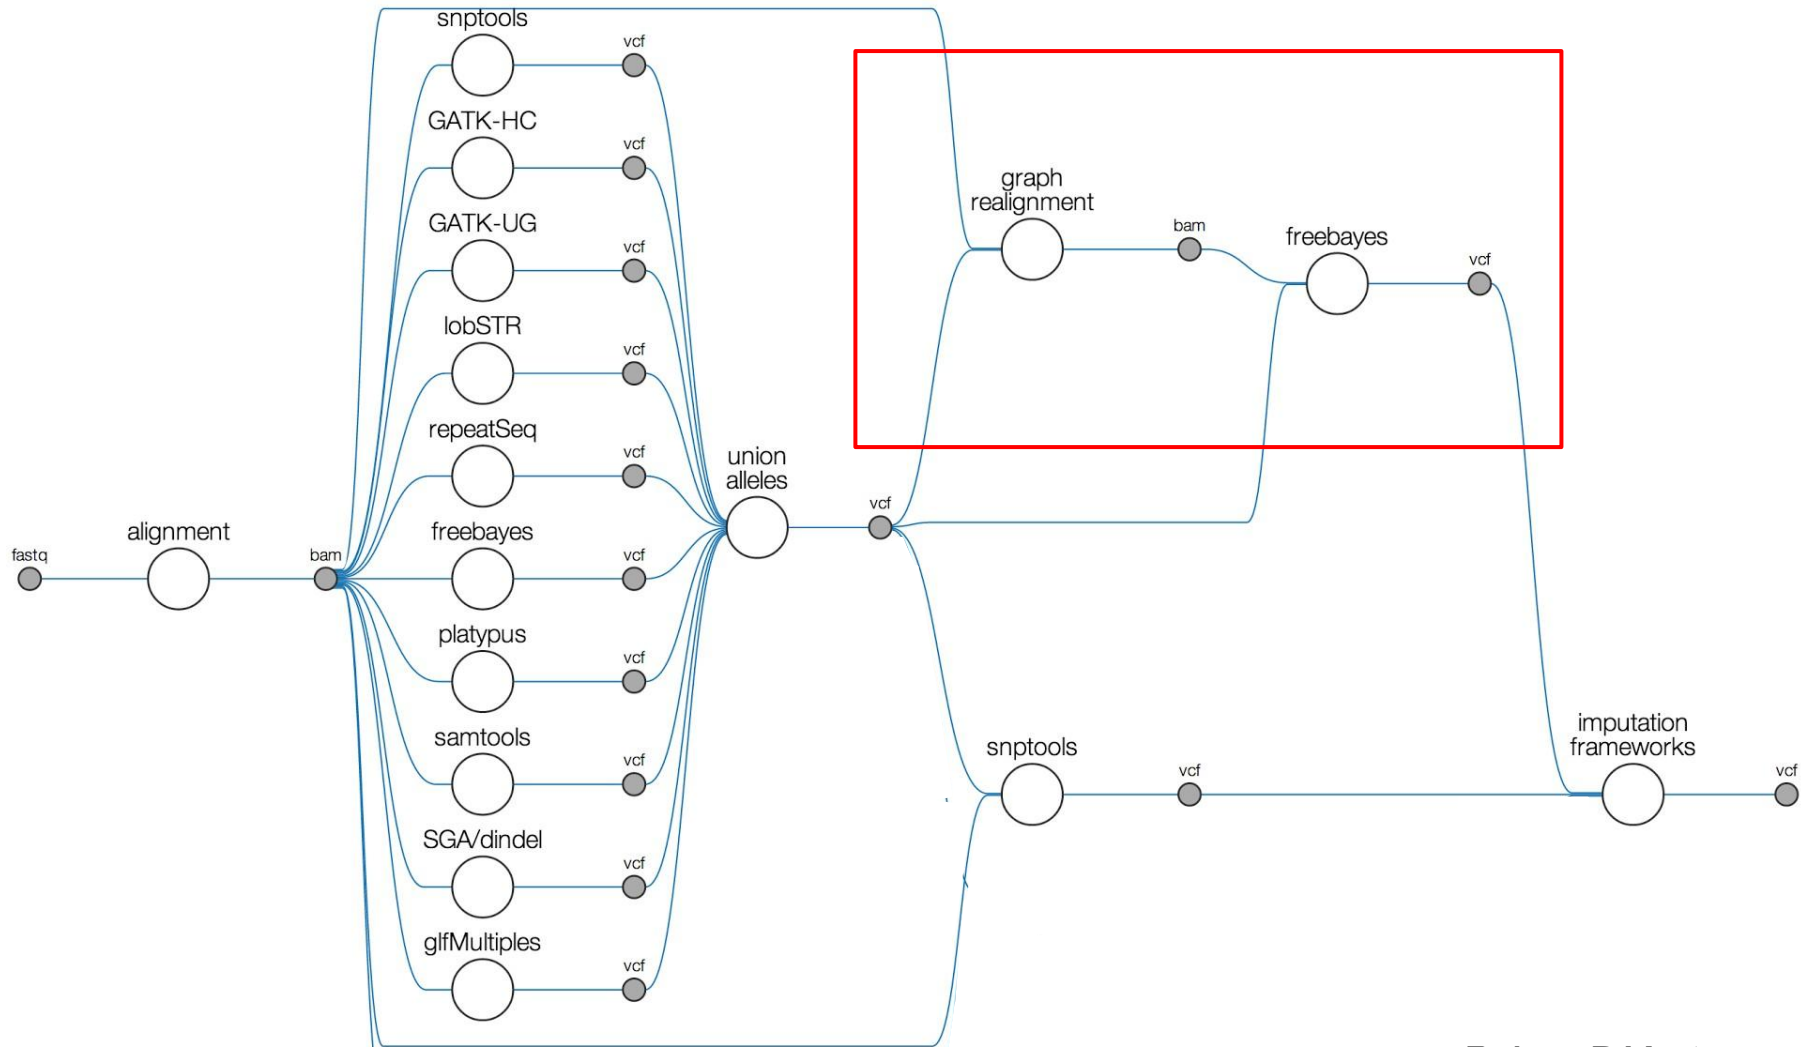 snptools
vcf
GATK-HC
vcf
GATK-UG
vcf
lobSTR
vcf
repeatSeq
vcf
freebayes
vcf
platypus
vcf
samtools
vcf
SGA/dindel
vcf
glfMultiples
vcf
fastq
alignment
bam
union
alleles
vcf
graph
realignment
bam
freebayes
vcf
snptools
vcf
imputation
frameworks
vcf